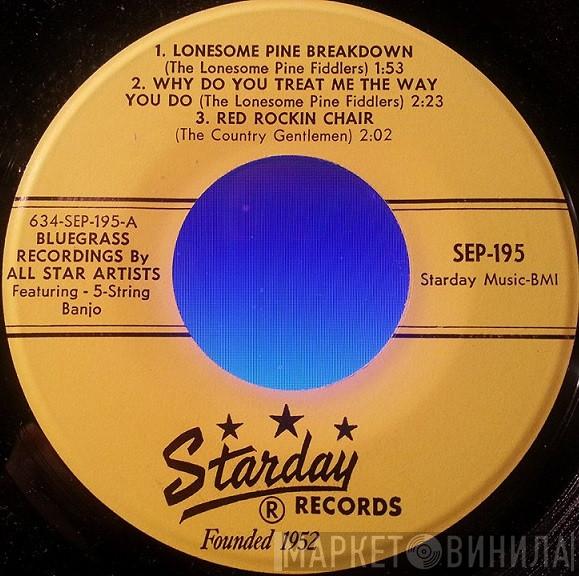 1. LONESOME PINE BREAKDOWN
(The Lonesome Pine Fiddlers) 1:53
2. WHY DO YOU TREAT ME THE WAY
YOU DO (The Lonesome Pine Fiddlers) 2:23
3. RED ROCKIN CHAIR
(The Country Gentlemen) 2:02
634-SEP-195-A
BLUEGRASS
RECORDINGS By
ALL STAR ARTISTS
Featuring - 5-String
Banjo
SEP-195
Starday Music-BMI
Starday
® RECORDS
Founded 1952
МАРКЕТ ВИНИЛА